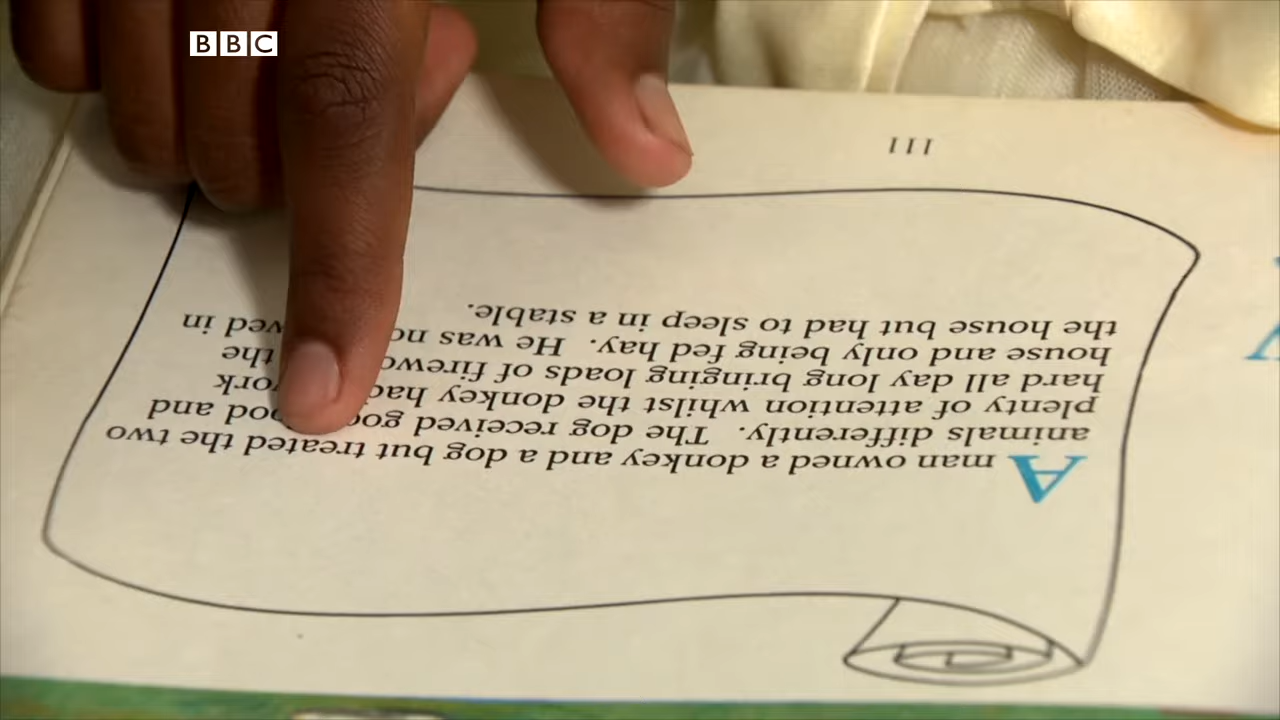 BBC
A man owned a donkey and a dog but treated the two
animals differently. The dog received and
plenty of attention whilst the donkey
hard all day long bringing loads of the
house and only being fed hay. He was in
the house but had to sleep in a stable.
111